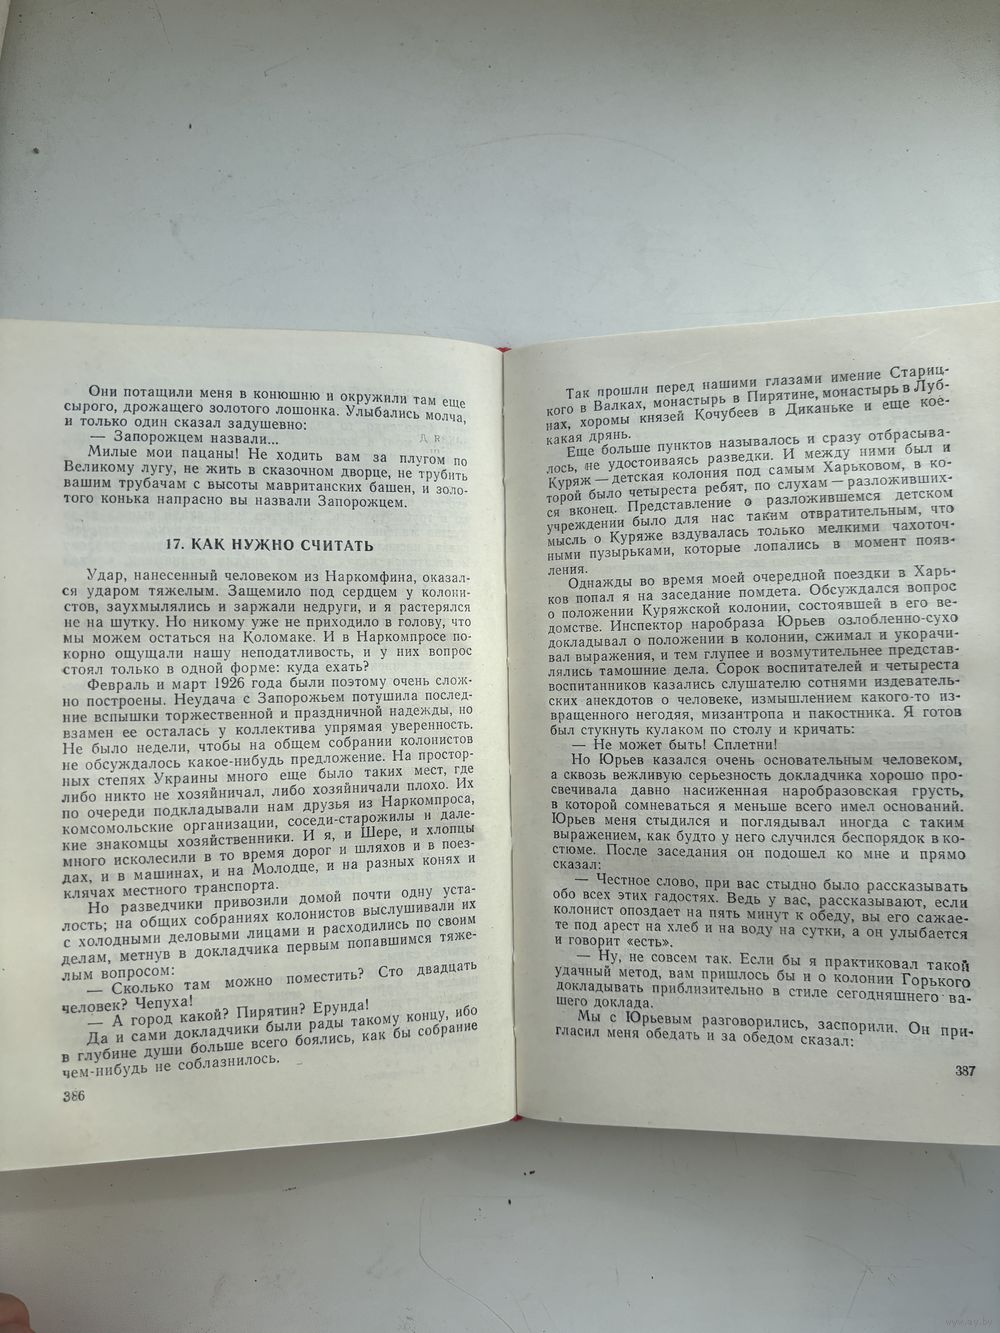 Они потащили меня в конюшню и окружили там еще
сырого, дрожащего золотого лошонка. Улыбались молча,
и только один сказал задушевно:
— Запорожцем назвали...
Милые мои пацаны! Не ходить вам за плугом по
Великому лугу, не жить в сказочном дворце, не трубить
вашим трубачам с высоты мавританских башен, и золо-
того конька напрасно вы назвали Запорожцем.
17. КАК НУЖНО СЧИТАТЬ
Удар, нанесенный человеком из Наркомфина, оказал-
ся ударом тяжелым. Защемило под сердцем у колони-
стов, заухмылялись и заржали недруги, и я растерялся
не на шутку. Но никому уже не приходило в голову, что
мы можем остаться на Коломаке. И в Наркомпросе по-
корно ощущали нашу неподатливость, и у них вопрос
стоял только в одной форме: куда ехать?
Февраль и март 1926 года были поэтому очень слож-
но построены. Неудача с Запорожьем потушила послед-
ние вспышки торжественной и праздничной надежды, но
взамен ее осталась у коллектива упрямая уверенность.
Не было недели, чтобы на общем собрании колонистов
не обсуждалось какое-нибудь предложение. На простор-
ных степях Украины много еще было таких мест, где
либо никто не хозяйничал, либо хозяйничали плохо. Их
по очереди подкладывали нам друзья из Наркомпроса,
комсомольские организации, соседи-старожилы и дале-
кие знакомцы хозяйственники. И я, и Шере, и хлопцы
много исколесили в то время дорог и шляхов и в поез-
дах, и в машинах, и на Молодце, и на разных конях и
клячах местного транспорта.
Но разведчики привозили домой почти одну уста-
лость; на общих собраниях колонистов выслушивали их
с холодными деловыми лицами и расходились по своим
делам, метнув в докладчика первым попавшимся тяже-
лым вопросом:
— Сколько там можно поместить? Сто двадцать
человек? Чепуха!
— А город какой? Пирятин? Ерунда!
Да и сами докладчики были рады такому концу, ибо
в глубине души больше всего боялись, как бы собрание
чем-нибудь не соблазнилось.
386
Так прошли перед нашими глазами имение Стариц-
кого в Валках, монастырь в Пирятине, монастырь в Луб-
нах, хоромы князей Кочубеев в Диканьке и еще кое-
какая дрянь.
Еще больше пунктов называлось и сразу отбрасыва-
лось, не удостоиваясь разведки. И между ними был и
Куряж — детская колония под самым Харьковом, в ко-
торой было четыреста ребят, по слухам — разложивших-
ся вконец. Представление о разложившемся детском
учреждении было для нас таким отвратительным, что
мысль о Куряже вздувалась только мелкими чахоточ-
ными пузырьками, которые лопались в момент появ-
ления.
Однажды во время моей очередной поездки в Харь-
ков попал я на заседание помдета. Обсуждался вопрос
о положении Куряжской колонии, состоявшей в его ве-
домстве. Инспектор наробраза Юрьев озлобленно-сухо
докладывал о положении в колонии, сжимал и укорачи-
вал выражения, и тем глупее и возмутительнее представ-
лялись тамошние дела. Сорок воспитателей и четыреста
воспитанников казались слушателю сотнями издеватель-
ских анекдотов о человеке, измышлением какого-то из-
вращенного негодяя, мизантропа и пакостника. Я готов
был стукнуть кулаком по столу и кричать:
— Не может быть! Сплетни!
Но Юрьев казался очень основательным человеком,
а сквозь вежливую серьезность докладчика хорошо про-
свечивала давно насиженная наробразовская грусть,
в которой сомневаться я меньше всего имел оснований.
Юрьев меня стыдился и поглядывал иногда с таким
выражением, как будто у него случился беспорядок в ко-
стюме. После заседания он подошел ко мне и прямо
сказал:
— Честное слово, при вас стыдно было рассказывать
обо всех этих гадостях. Ведь у вас, рассказывают, если
колонист опоздает на пять минут к обеду, вы его сажае-
те под арест на хлеб и на воду на сутки, а он улыбается
и говорит «есть».
— Ну, не совсем так. Если бы я практиковал такой
удачный метод, вам пришлось бы и о колонии Горького
докладывать приблизительно в стиле сегодняшнего ва-
шего доклада.
Мы с Юрьевым разговорились, заспорили. Он при-
гласил меня обедать и за обедом сказал:
387
www.ay.by